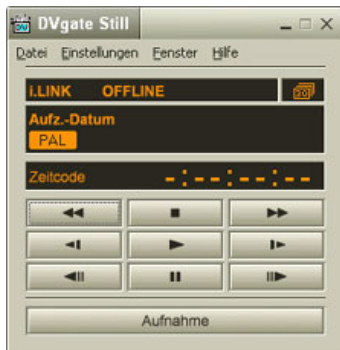 DVgate Still
Datei Einstellungen Fenster Hilfe
i.LINK OFFLINE
Aufz.-Datum
PAL
Zeitcode --:--:--:--
Aufnahme